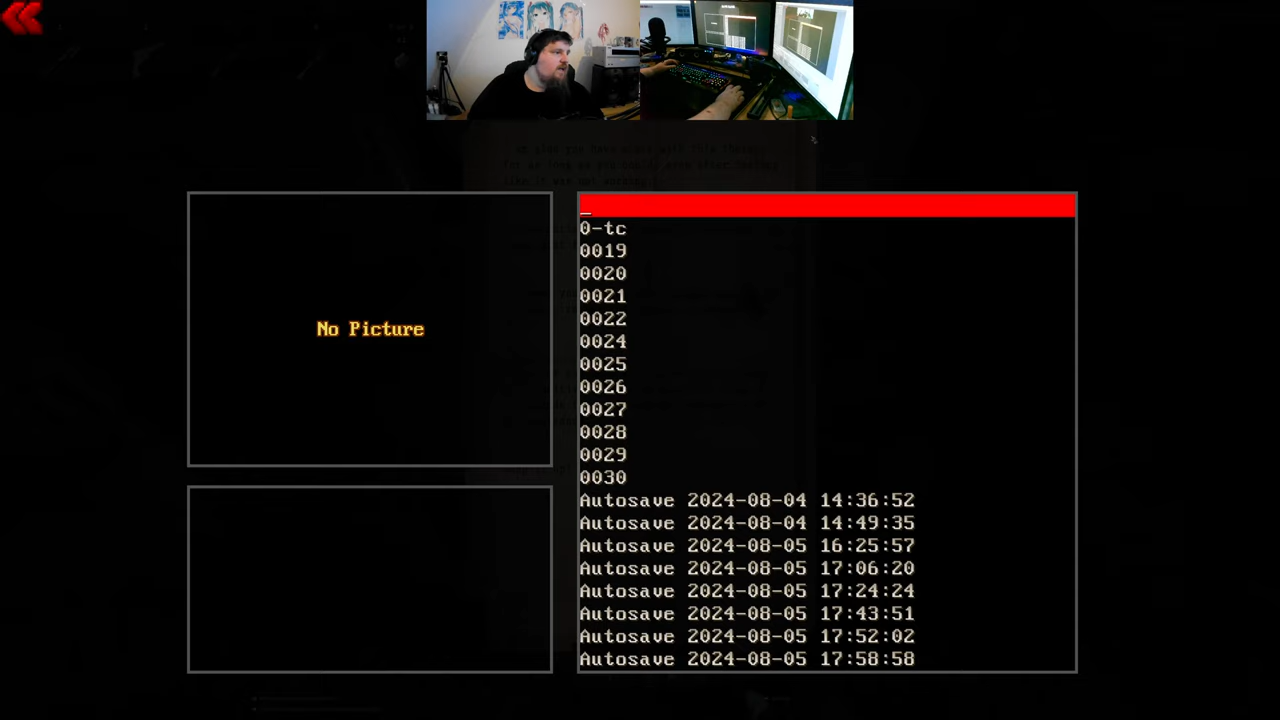 No Picture
_
0-tc
0019
0020
0021
0022
0024
0025
0026
0027
0028
0029
0030
Autosave 2024-08-04 14:36:52
Autosave 2024-08-04 14:49:35
Autosave 2024-08-05 16:25:57
Autosave 2024-08-05 17:06:20
Autosave 2024-08-05 17:24:24
Autosave 2024-08-05 17:43:51
Autosave 2024-08-05 17:52:02
Autosave 2024-08-05 17:58:58